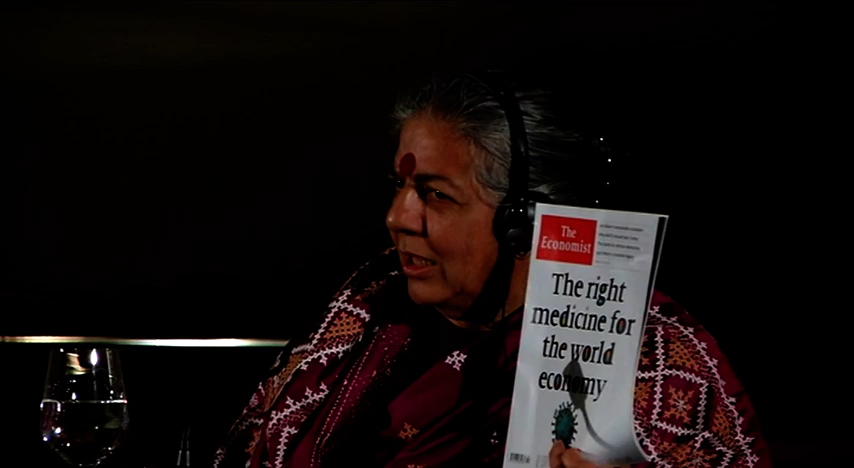 The
Economist
The right
medicine for
the world
economy